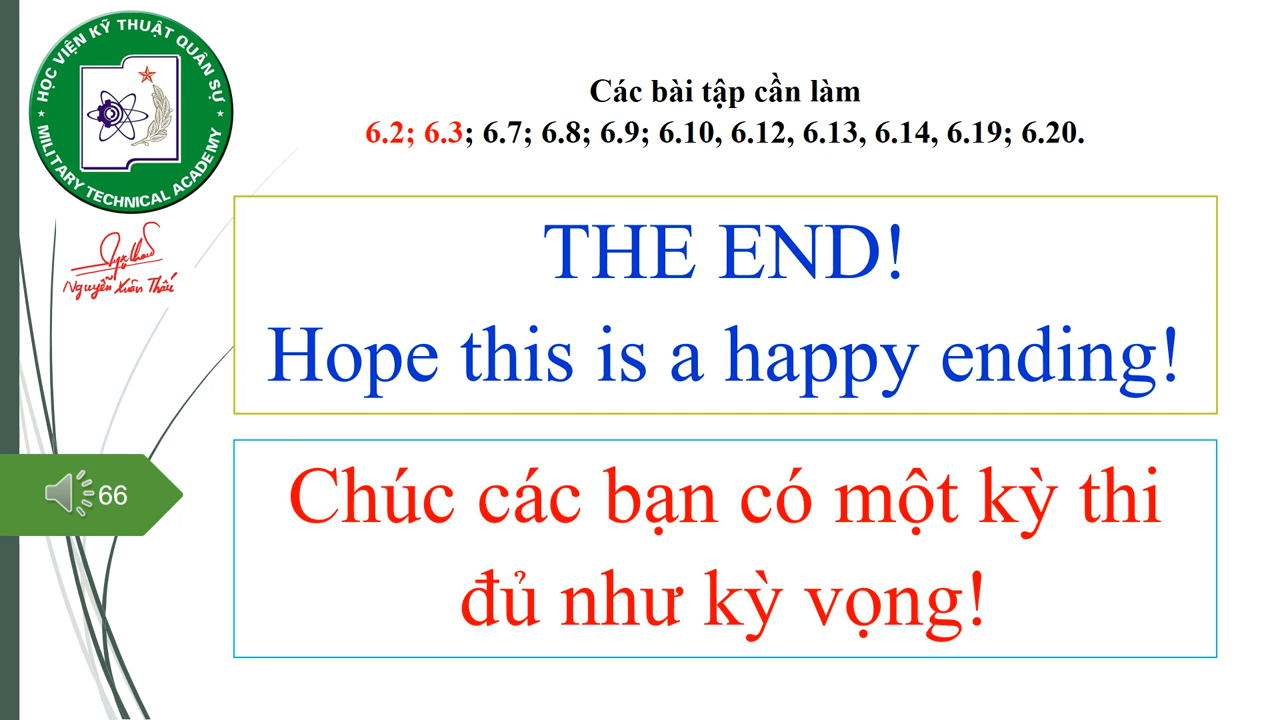 HỌC VIỆN KỸ THUẬT QUÂN SỰ
MILITARY TECHNICAL ACADEMY
Các bài tập cần làm
6.2; 6.3; 6.7; 6.8; 6.9; 6.10, 6.12, 6.13, 6.14, 6.19; 6.20.
THE END!
Hope this is a happy ending!
Nguyễn Xuân Thấu
66
Chúc các bạn có một kỳ thi
đủ như kỳ vọng!